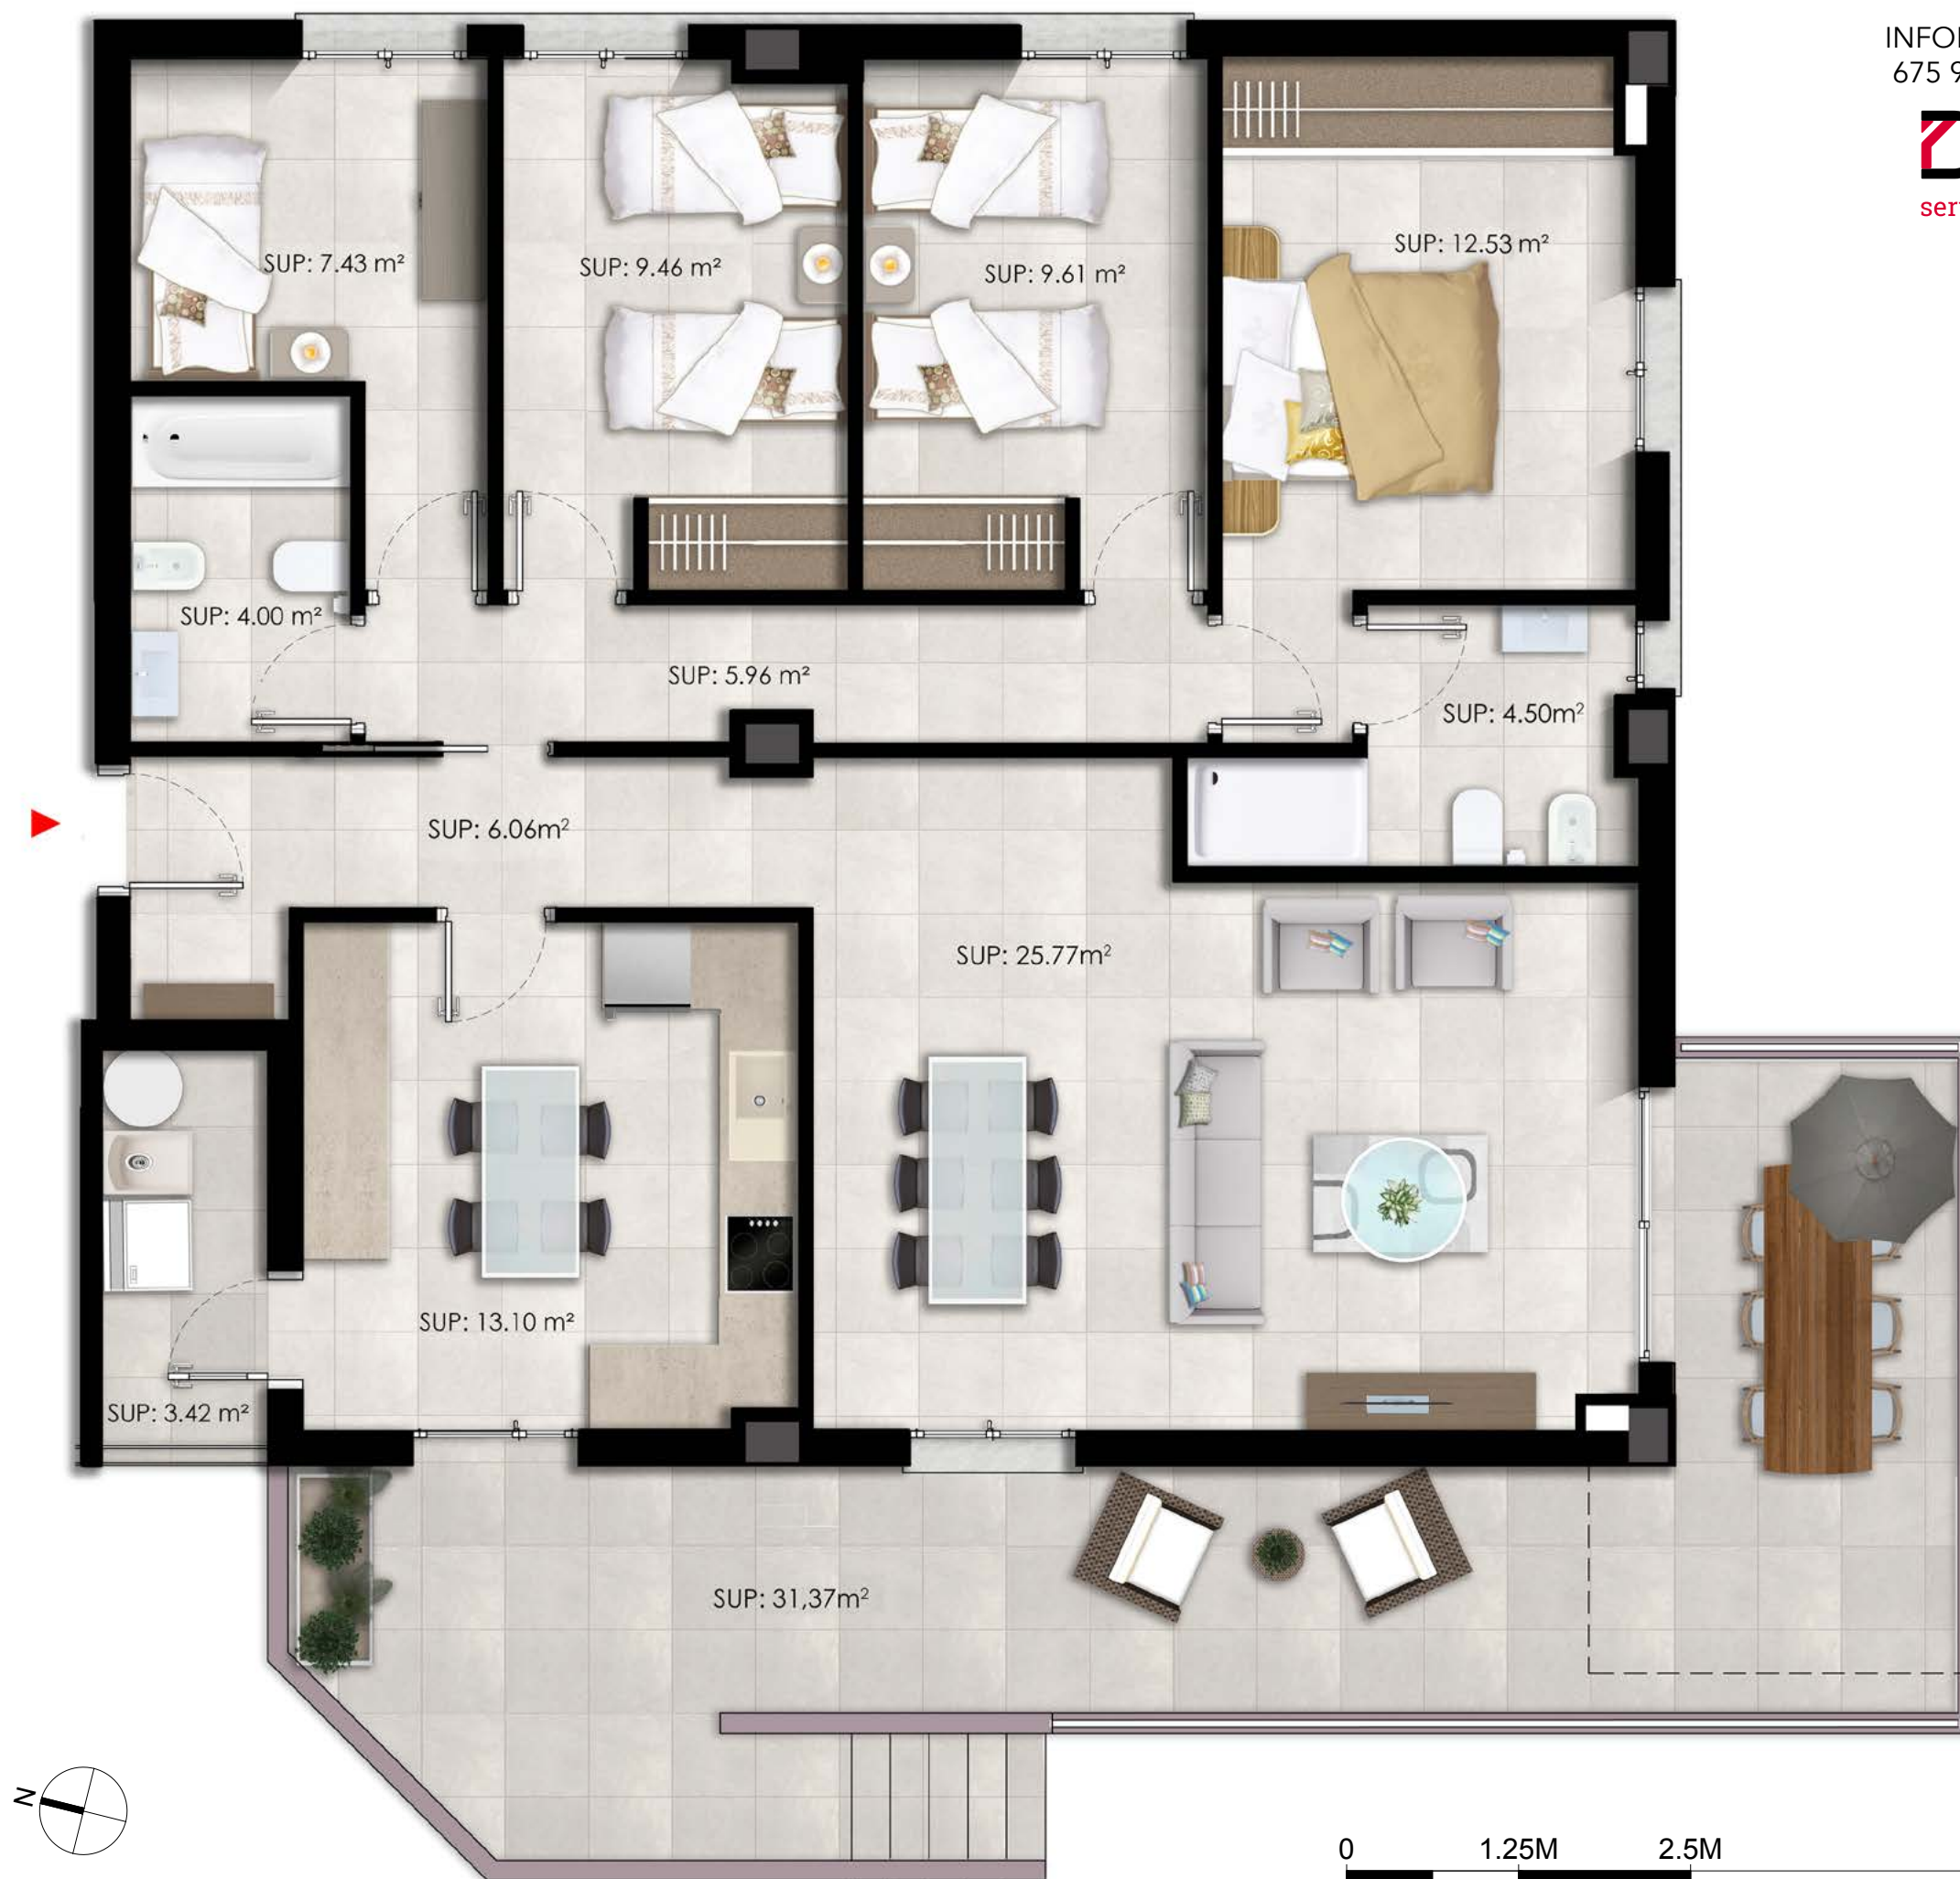 675 9
SUP: 12.53 m²
SUP: 7.43 m²
SUP: 9.46 m²
SUP: 9.61 m²
SUP: 4.00 m²
SUP: 5.96 m²
SUP: 4.50m²
SUP: 6.06m²
SUP: 25.77m²
SUP: 13.10 m²
SUP: 3.42 m²
SUP: 31,37m²
N
0 1.25M 2.5M